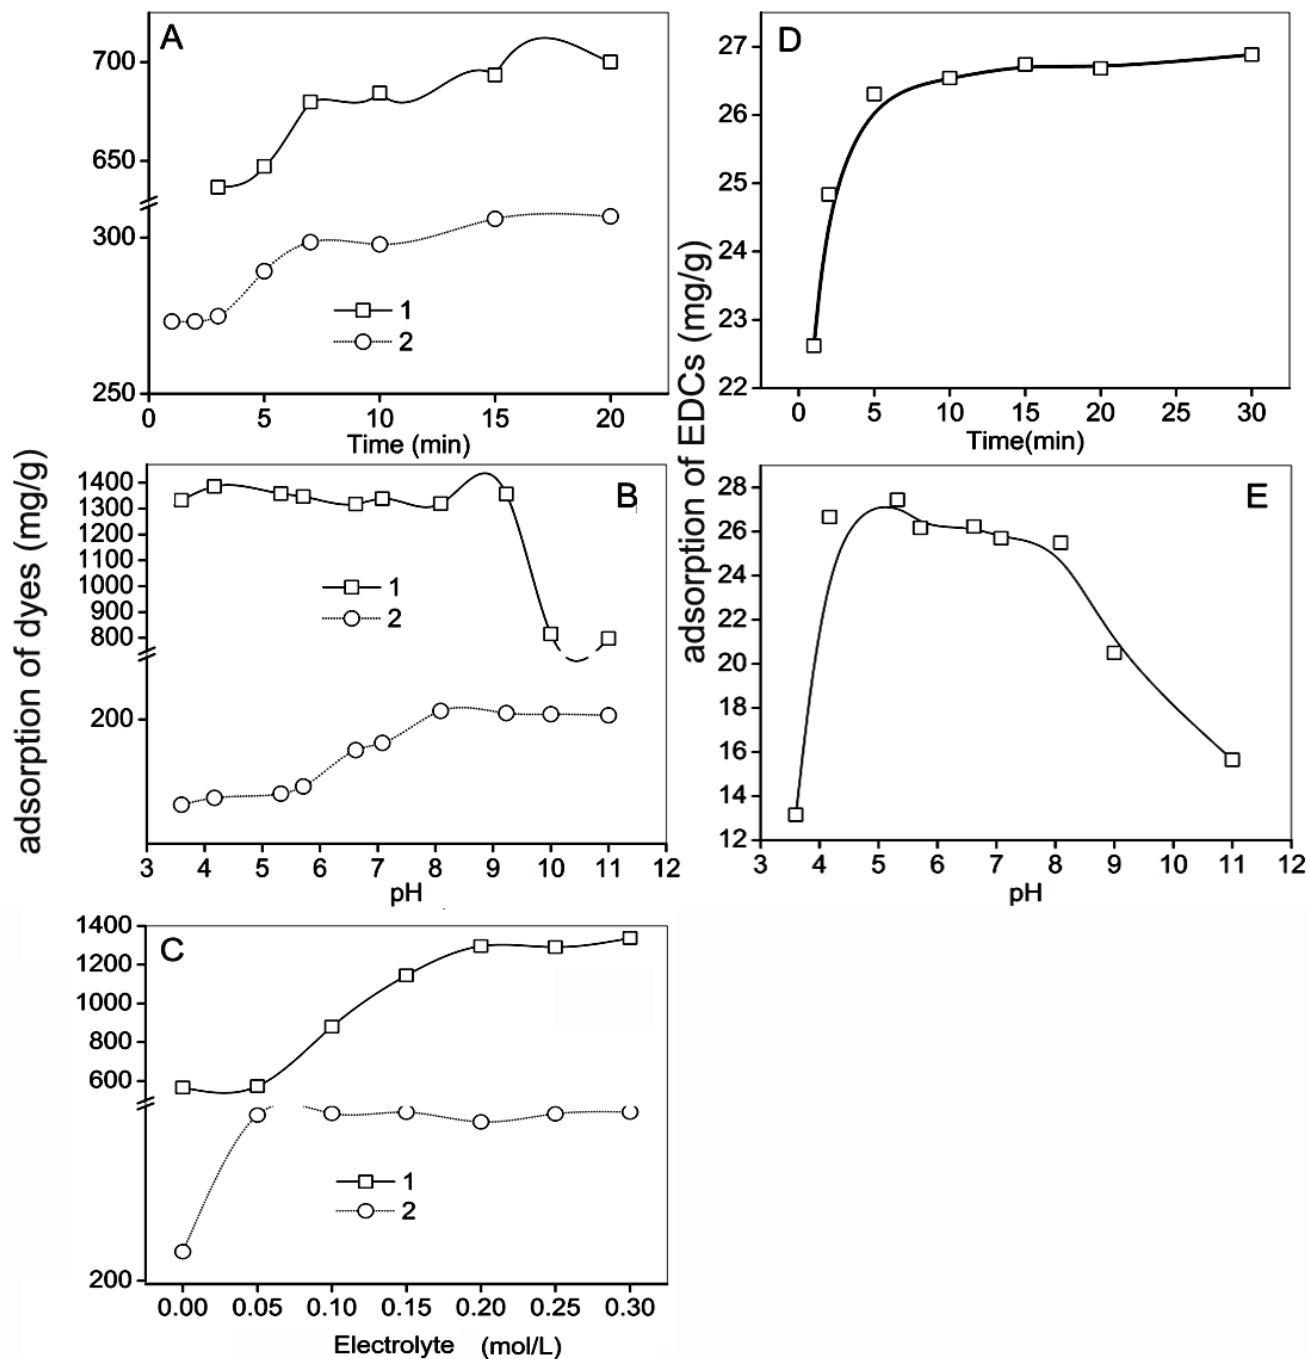 adsorption of dyes (mg/g)
A
700
650
300
250
1
2
0 5 10 15 20
Time (min)
B
1400
1300
1200
1100
1000
900
800
200
1
2
3 4 5 6 7 8 9 10 11 12
pH
C
1400
1200
1000
800
600
200
1
2
0.00 0.05 0.10 0.15 0.20 0.25 0.30
Electrolyte (mol/L)
adsorption of EDCs (mg/g)
D
27
26
25
24
23
22
0 5 10 15 20 25 30
Time(min)
E
28
26
24
22
20
18
16
14
12
3 4 5 6 7 8 9 10 11 12
pH